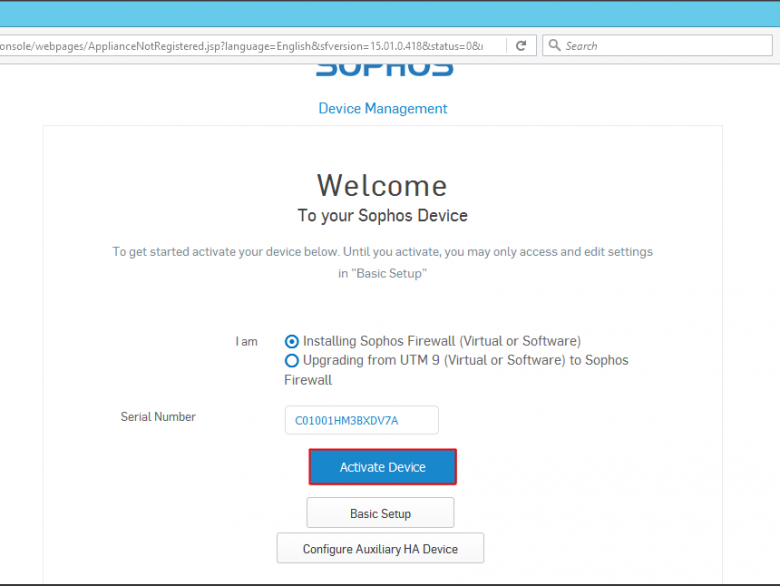 onsole/webpages/ApplianceNotRegistered.jsp?language=English&sfversion=15.01.0.418&status=0&u
Search
SOPHOS
Device Management
Welcome
To your Sophos Device
To get started activate your device below. Until you activate, you may only access and edit settings
in "Basic Setup"
I am
Installing Sophos Firewall (Virtual or Software)
Upgrading from UTM 9 (Virtual or Software) to Sophos
Firewall
Serial Number
C01001HM3BXDV7A
Activate Device
Basic Setup
Configure Auxiliary HA Device